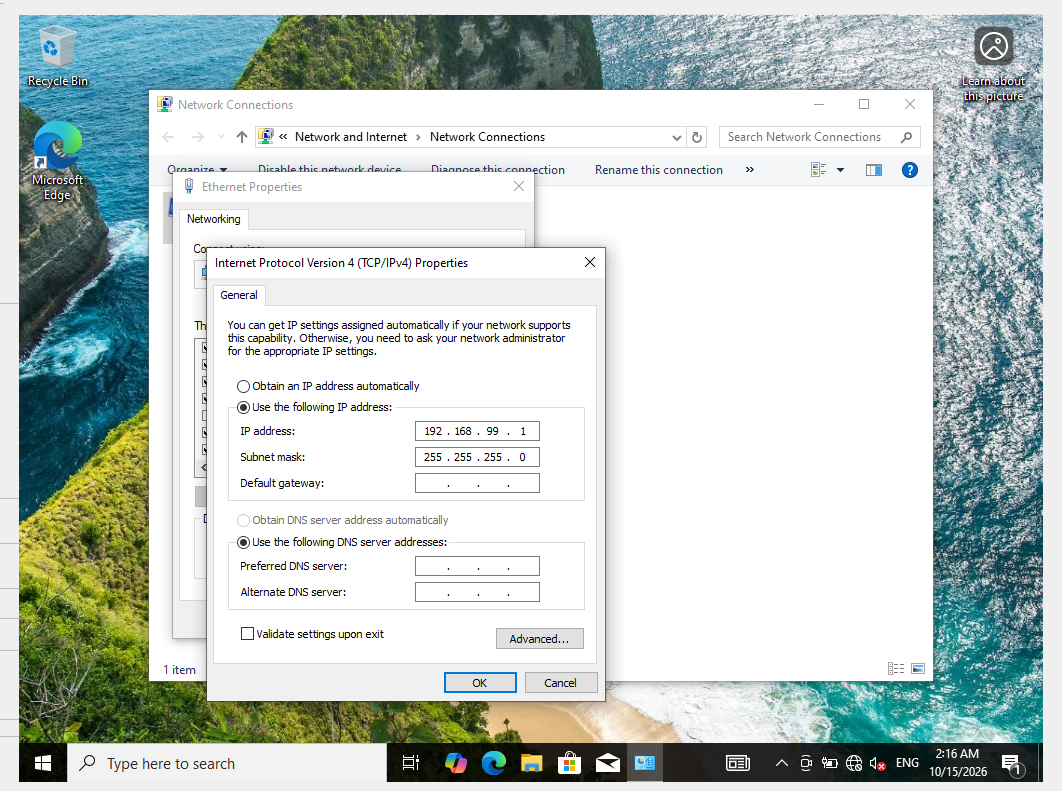 Recycle Bin
Microsoft
Edge
Learn about
this picture
Network Connections
« Network and Internet › Network Connections
Search Network Connections
Organize
Disable this network device
Diagnose this connection
Rename this connection
»
Ethernet Properties
Networking
Connect using:
Internet Protocol Version 4 (TCP/IPv4) Properties
General
You can get IP settings assigned automatically if your network supports
this capability. Otherwise, you need to ask your network administrator
for the appropriate IP settings.
Obtain an IP address automatically
Use the following IP address:
IP address: 192 . 168 . 99 . 1
Subnet mask: 255 . 255 . 255 . 0
Default gateway: . . .
Obtain DNS server address automatically
Use the following DNS server addresses:
Preferred DNS server: . . .
Alternate DNS server: . . .
Validate settings upon exit
Advanced...
OK
Cancel
1 item
Type here to search
ENG
2:16 AM
10/15/2026
1